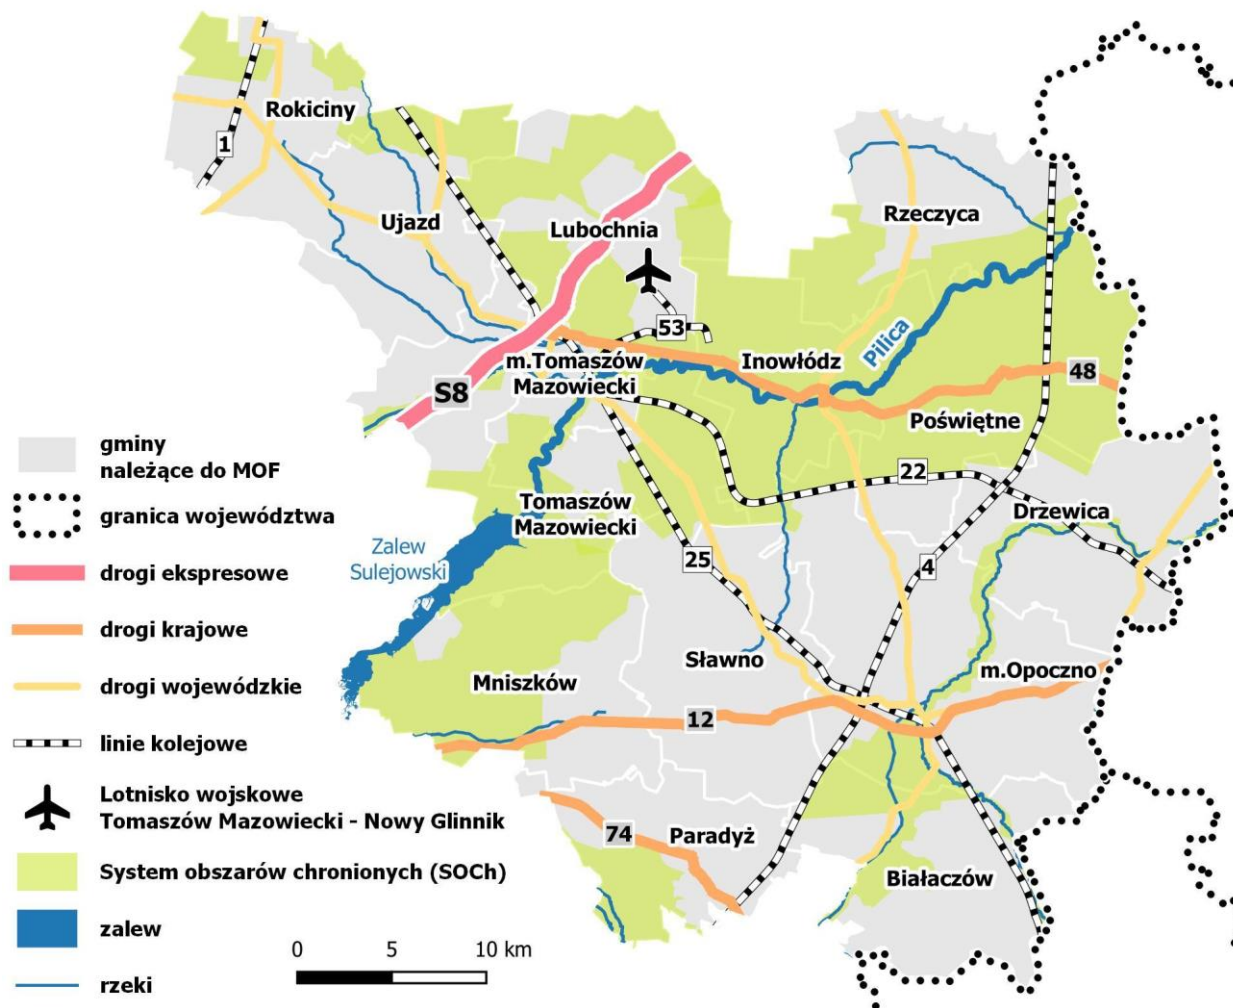 Rokiciny
1
Ujazd
Lubochnia
Rzeczyca
53
Pilica
m.Tomaszów
Mazowiecki
Inowłódz
48
S8
Poświętne
22
Drzewica
Tomaszów
Mazowiecki
Zalew
Sulejowski
25
4
Sławno
m.Opoczno
Mniszków
12
74
Paradyż
Białaczów
gminy
należące do MOF
granica województwa
drogi ekspresowe
drogi krajowe
drogi wojewódzkie
linie kolejowe
Lotnisko wojskowe
Tomaszów Mazowiecki - Nowy Glinnik
System obszarów chronionych (SOCh)
zalew
rzeki
0 5 10 km